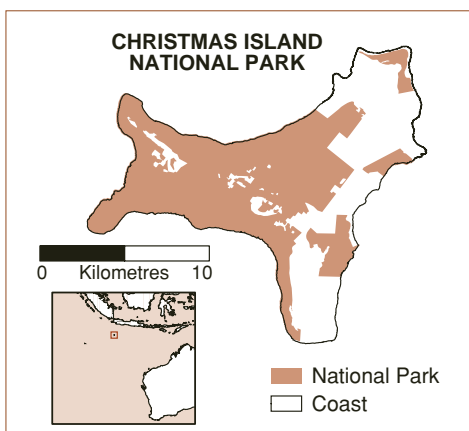 CHRISTMAS ISLAND
NATIONAL PARK
0 Kilometres 10
National Park
Coast